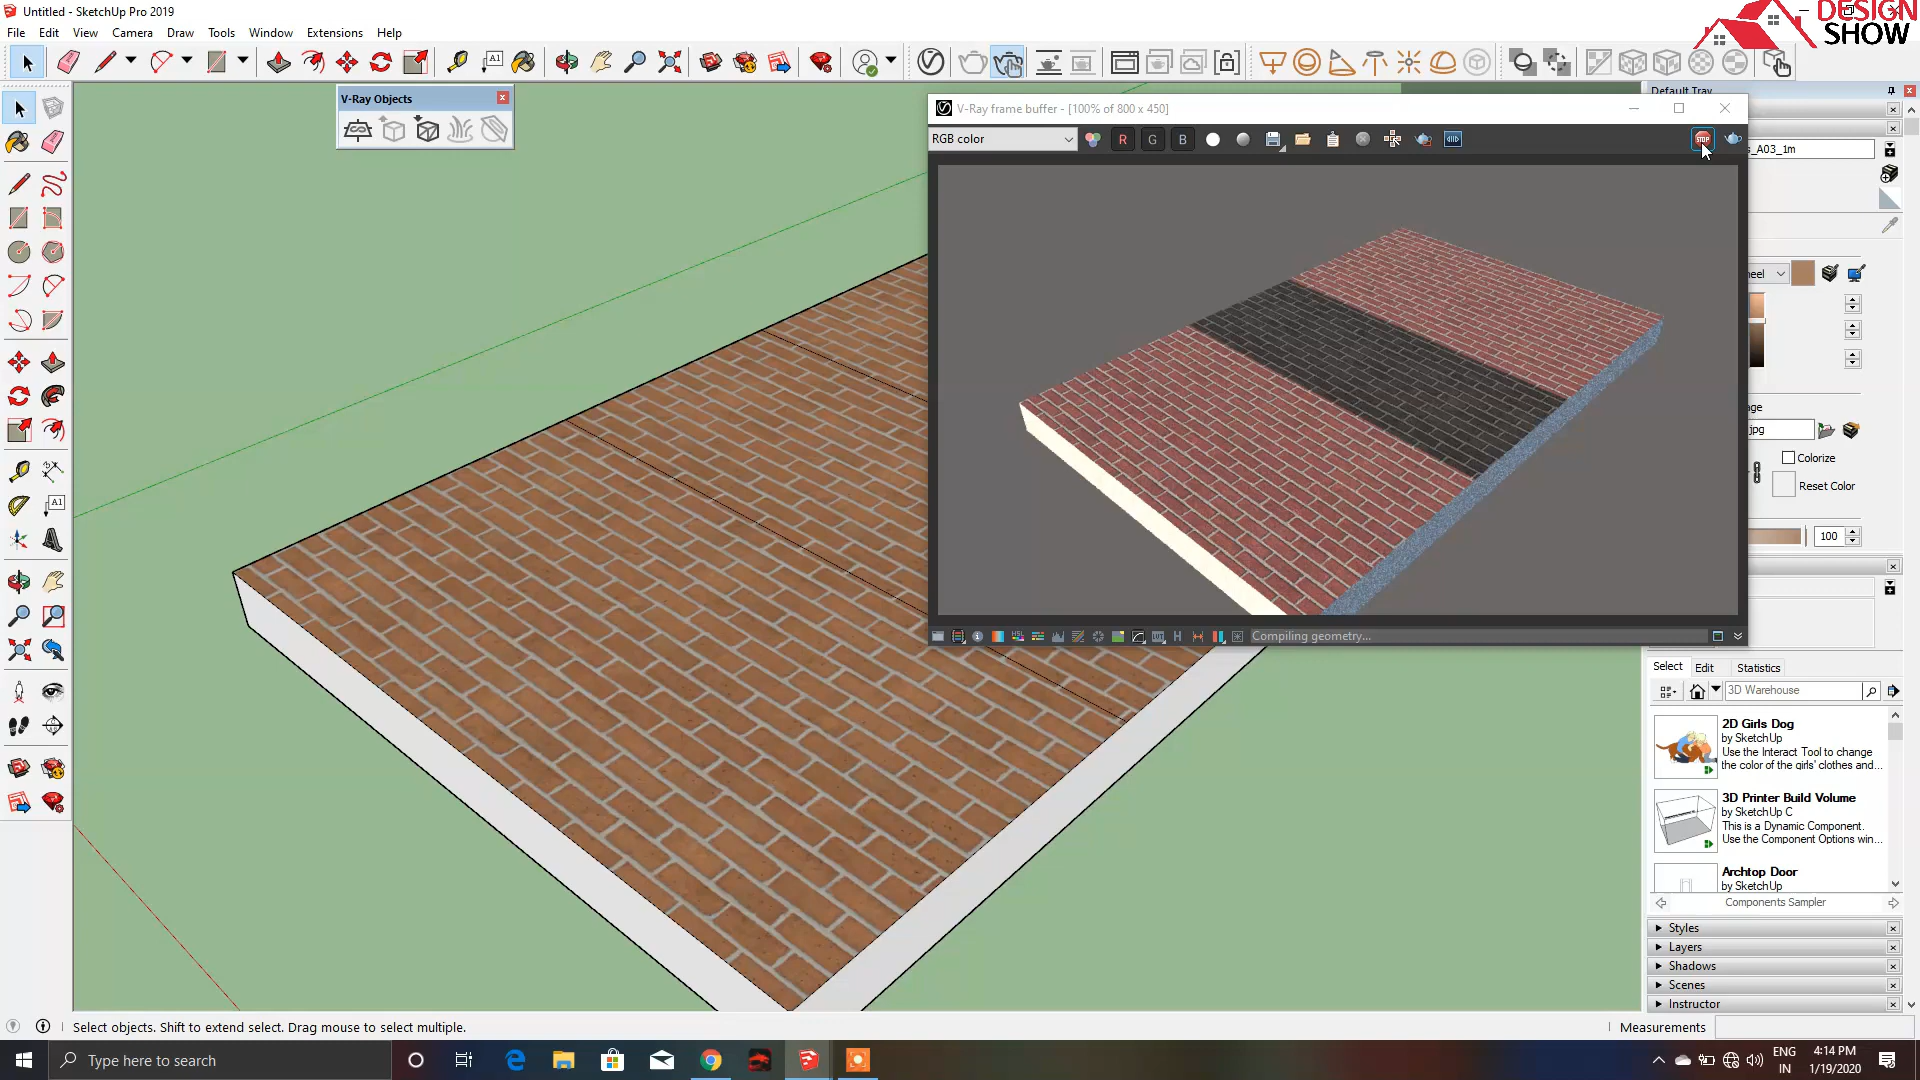 Untitled - SketchUp Pro 2019
DESIGN
SHOW
File Edit View Camera Draw Tools Window Extensions Help
Default Tray
V-Ray Objects
V-Ray frame buffer - [100% of 800 x 450]
RGB color
R G B
STOP
_A03_1m
eel
age
jpg
Colorize
Reset Color
100
Compiling geometry...
Select Edit Statistics
3D Warehouse
2D Girls Dog
by SketchUp
Use the Interact Tool to change
the color of the girls' clothes and...
3D Printer Build Volume
by SketchUp C
This is a Dynamic Component.
Use the Component Options win...
Archtop Door
by SketchUp
Components Sampler
Styles
Layers
Shadows
Scenes
Instructor
Select objects. Shift to extend select. Drag mouse to select multiple.
Measurements
Type here to search
ENG
IN
4:14 PM
1/19/2020